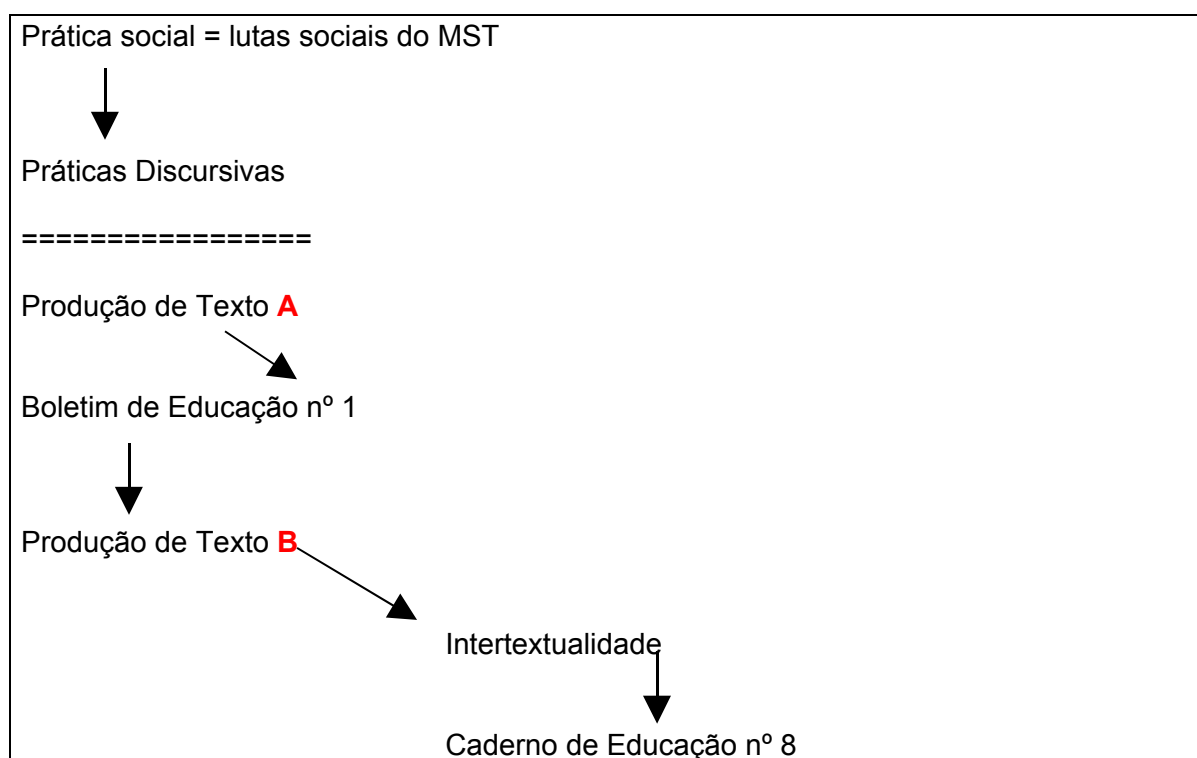 Prática social = lutas sociais do MST
Práticas Discursivas
=================
Produção de Texto A
Boletim de Educação nº 1
Produção de Texto B
Intertextualidade
Caderno de Educação nº 8